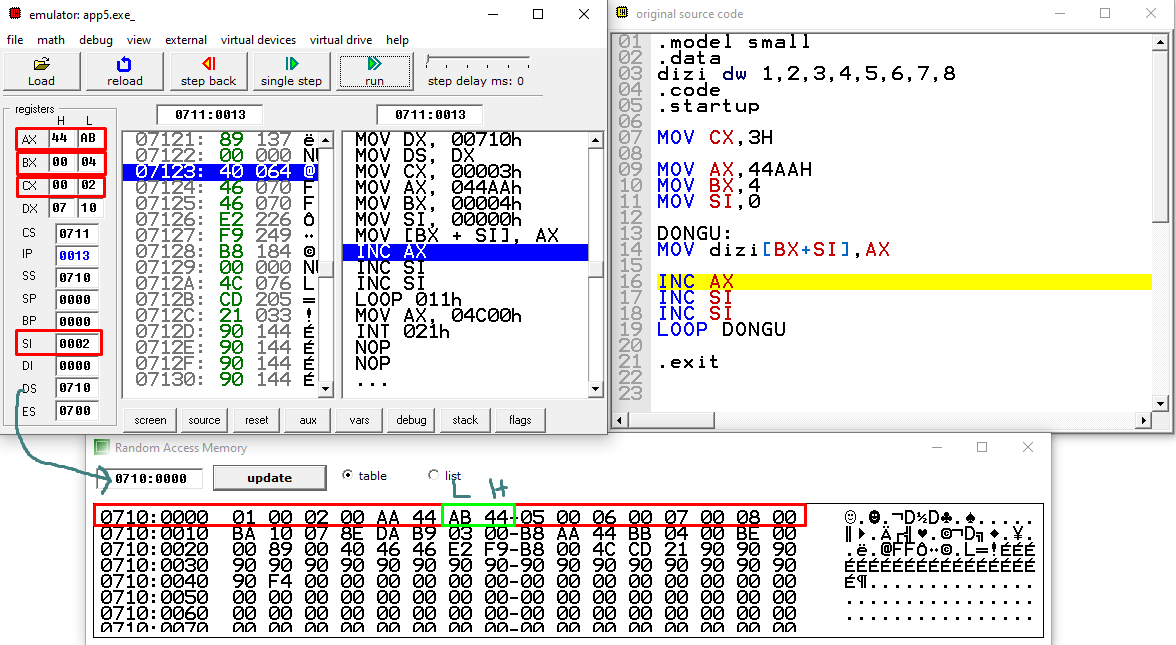 emulator: app5.exe_
file math debug view external virtual devices virtual drive help
Load reload step back single step run step delay ms: 0
registers
H L
AX 44 AB
BX 00 04
CX 00 02
DX 07 10
CS 0711
IP 0013
SS 0710
SP 0000
BP 0000
SI 0002
DI 0000
DS 0710
ES 0700
0711:0013
07121: 89 137 ë
07122: 00 000 NU
07123: 40 064 @
07124: 46 070 F
07125: 46 070 F
07126: E2 226 Ô
07127: F9 249 ¨
07128: B8 184 ©
07129: 00 000 NU
0712A: 4C 076 L
0712B: CD 205 =
0712C: 21 033 !
0712D: 90 144 É
0712E: 90 144 É
0712F: 90 144 É
07130: 90 144 É
0711:0013
MOV DX, 00710h
MOV DS, DX
MOV CX, 00003h
MOV AX, 044AAh
MOV BX, 00004h
MOV SI, 00000h
MOV [BX + SI], AX
INC AX
INC SI
INC SI
LOOP 011h
MOV AX, 04C00h
INT 021h
NOP
NOP
...
screen source reset aux vars debug stack flags
original source code
01 .model small
02 .data
03 dizi dw 1,2,3,4,5,6,7,8
04 .code
05 .startup
06
07 MOV CX,3H
08
09 MOV AX,44AAH
10 MOV BX,4
11 MOV SI,0
12
13 DONGU:
14 MOV dizi[BX+SI],AX
15
16 INC AX
17 INC SI
18 INC SI
19 LOOP DONGU
20
21 .exit
22
23
Random Access Memory
0710:0000 update table list
L H
0710:0000 01 00 02 00 AA 44 AB 44-05 00 06 00 07 00 08 00
0710:0010 BA 10 07 8E DA B9 03 00-B8 AA 44 BB 04 00 BE 00
0710:0020 00 89 00 40 46 46 E2 F9-B8 00 4C CD 21 90 90 90
0710:0030 90 90 90 90 90 90 90 90-90 90 90 90 90 90 90 90
0710:0040 90 F4 00 00 00 00 00 00-00 00 00 00 00 00 00 00
0710:0050 00 00 00 00 00 00 00 00-00 00 00 00 00 00 00 00
0710:0060 00 00 00 00 00 00 00 00-00 00 00 00 00 00 00 00
0710:0070 00 00 00 00 00 00 00 00-00 00 00 00 00 00 00 00